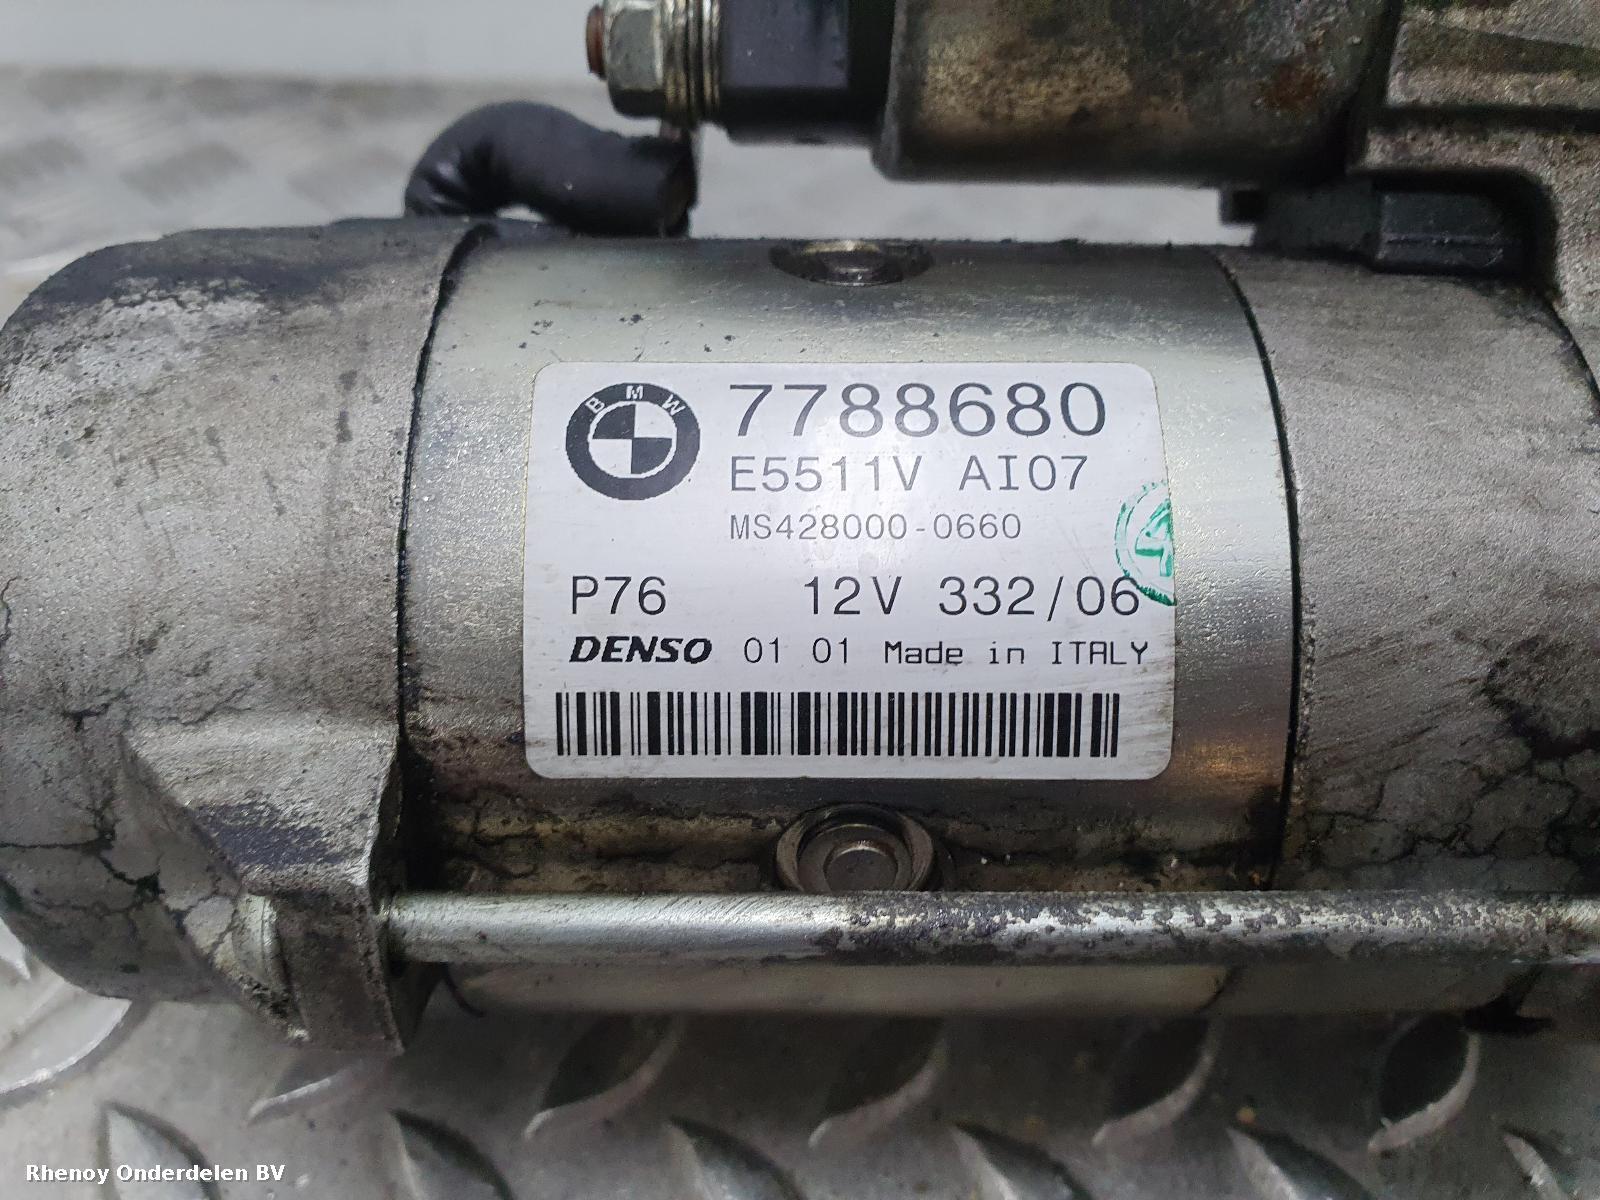 BMW 7788680
E5511V AI07
MS428000-0660
P76 12V 332/06
4
DENSO 01 01 Made in ITALY
Rhenoy Onderdelen BV